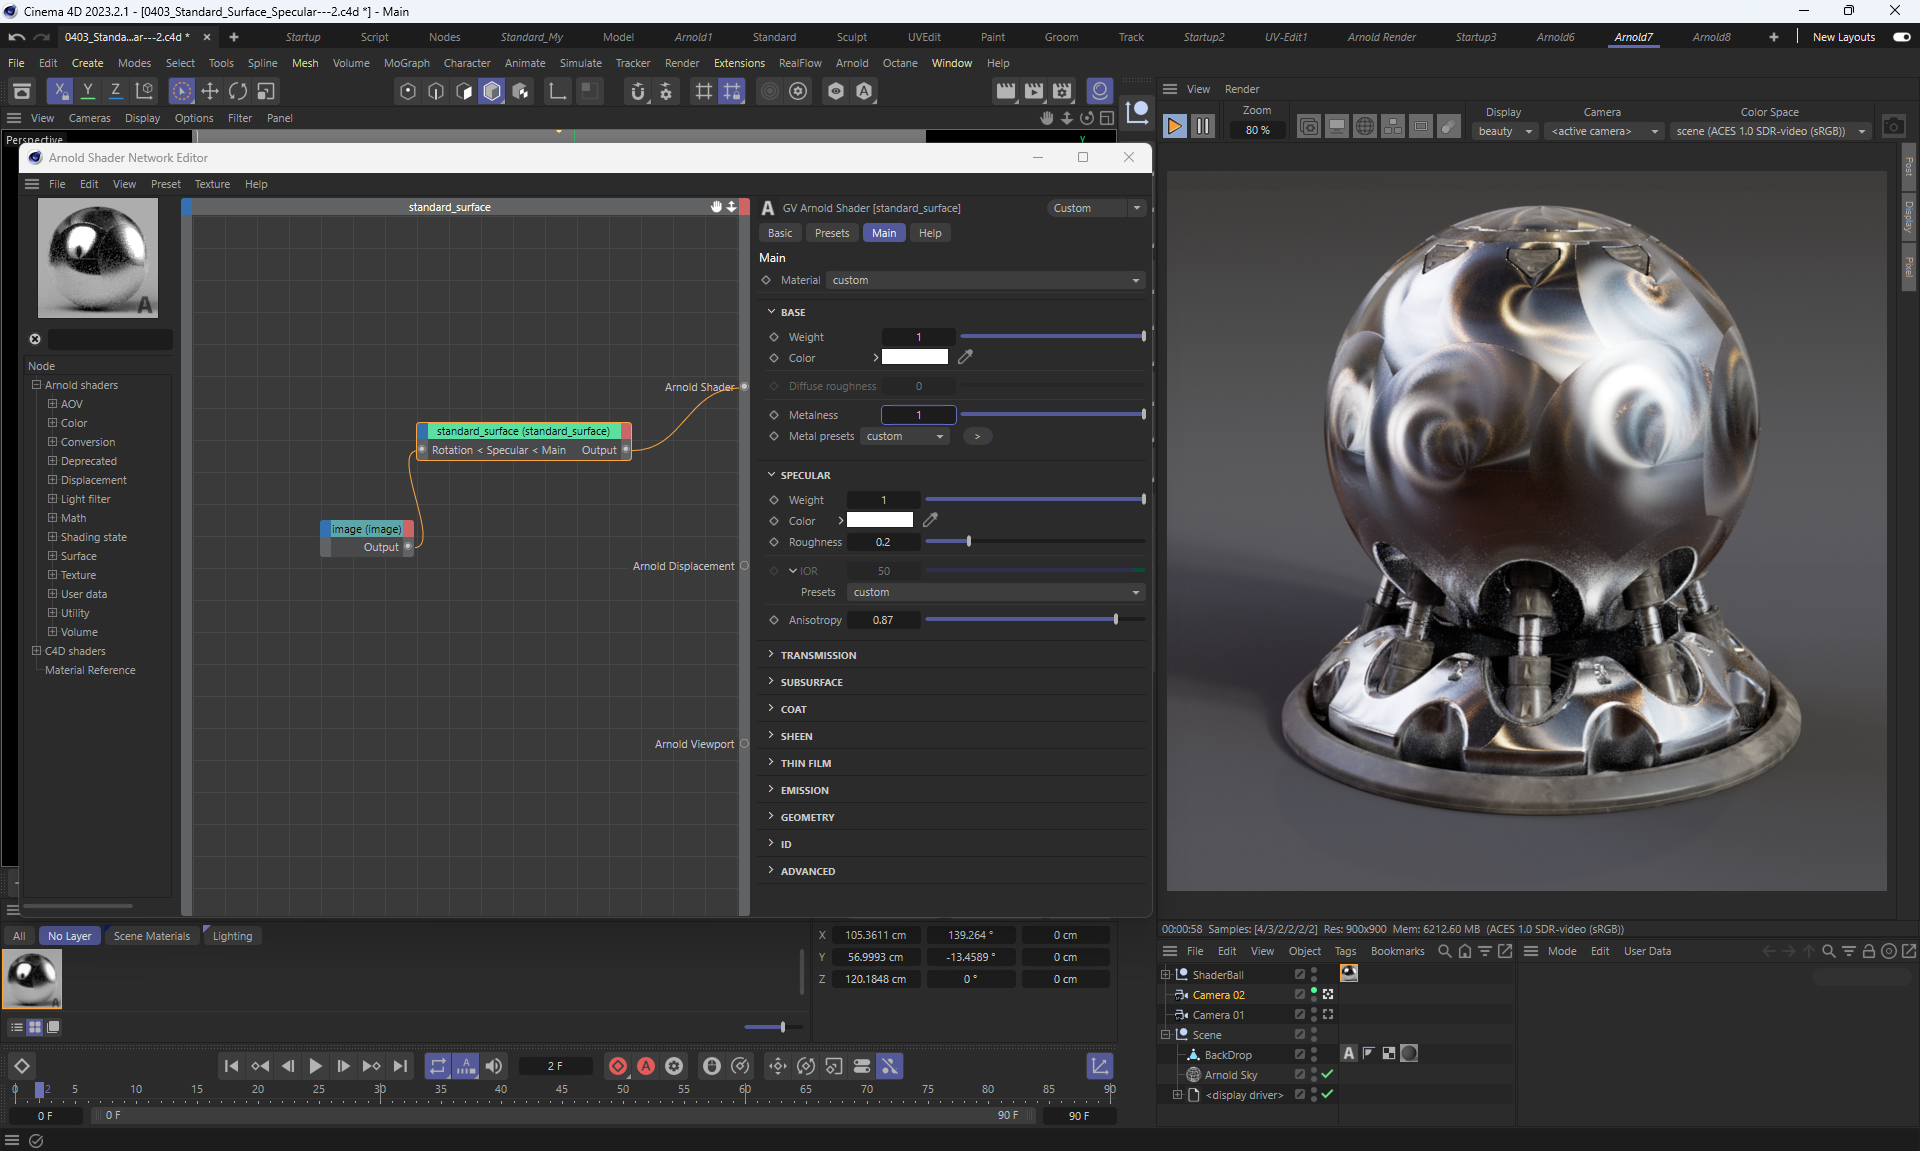 Cinema 4D 2023.2.1 - [0403_Standard_Surface_Specular---2.c4d *] - Main
0403_Standa...ar---2.c4d * Startup Script Nodes Standard_My Model Arnold1 Standard Sculpt UVEdit Paint Groom Track Startup2 UV-Edit1 Arnold Render Startup3 Arnold6 Arnold7 Arnold8 New Layouts
File Edit Create Modes Select Tools Spline Mesh Volume MoGraph Character Animate Simulate Tracker Render Extensions RealFlow Arnold Octane Window Help
X Y Z
View Cameras Display Options Filter Panel
Perspective
Y
Arnold Shader Network Editor
File Edit View Preset Texture Help
A
Node
Arnold shaders
AOV
Color
Conversion
Deprecated
Displacement
Light filter
Math
Shading state
Surface
Texture
User data
Utility
Volume
C4D shaders
Material Reference
standard_surface
Arnold Shader
standard_surface (standard_surface)
Rotation < Specular < Main Output
image (image)
Output
Arnold Displacement
Arnold Viewport
GV Arnold Shader [standard_surface] Custom
Basic Presets Main Help
Main
Material custom
BASE
Weight 1
Color
Diffuse roughness 0
Metalness 1
Metal presets custom >
SPECULAR
Weight 1
Color
Roughness 0.2
IOR 50
Presets custom
Anisotropy 0.87
TRANSMISSION
SUBSURFACE
COAT
SHEEN
THIN FILM
EMISSION
GEOMETRY
ID
ADVANCED
View Render
Zoom Display Camera Color Space
80 % beauty <active camera> scene (ACES 1.0 SDR-video (sRGB))
Post
Display
Pixel
00:00:58 Samples: [4/3/2/2/2/2] Res: 900x900 Mem: 6212.60 MB (ACES 1.0 SDR-video (sRGB))
All No Layer Scene Materials Lighting
X 105.3611 cm 139.264 ° 0 cm
Y 56.9993 cm -13.4589 ° 0 cm
Z 120.1848 cm 0 ° 0 cm
File Edit View Object Tags Bookmarks
ShaderBall
Camera 02
Camera 01
Scene
BackDrop
Arnold Sky
<display driver>
Mode Edit User Data
2 F
0 2 5 10 15 20 25 30 35 40 45 50 55 60 65 70 75 80 85 90
0 F 0 F 90 F 90 F